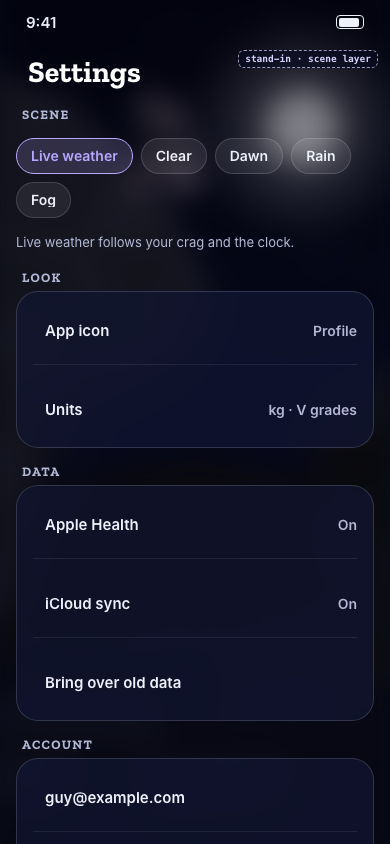 9:41
stand-in · scene layer
Settings
SCENE
Live weather
Clear
Dawn
Rain
Fog
Live weather follows your crag and the clock.
LOOK
App icon
Profile
Units
kg · V grades
DATA
Apple Health
On
iCloud sync
On
Bring over old data
ACCOUNT
guy@example.com